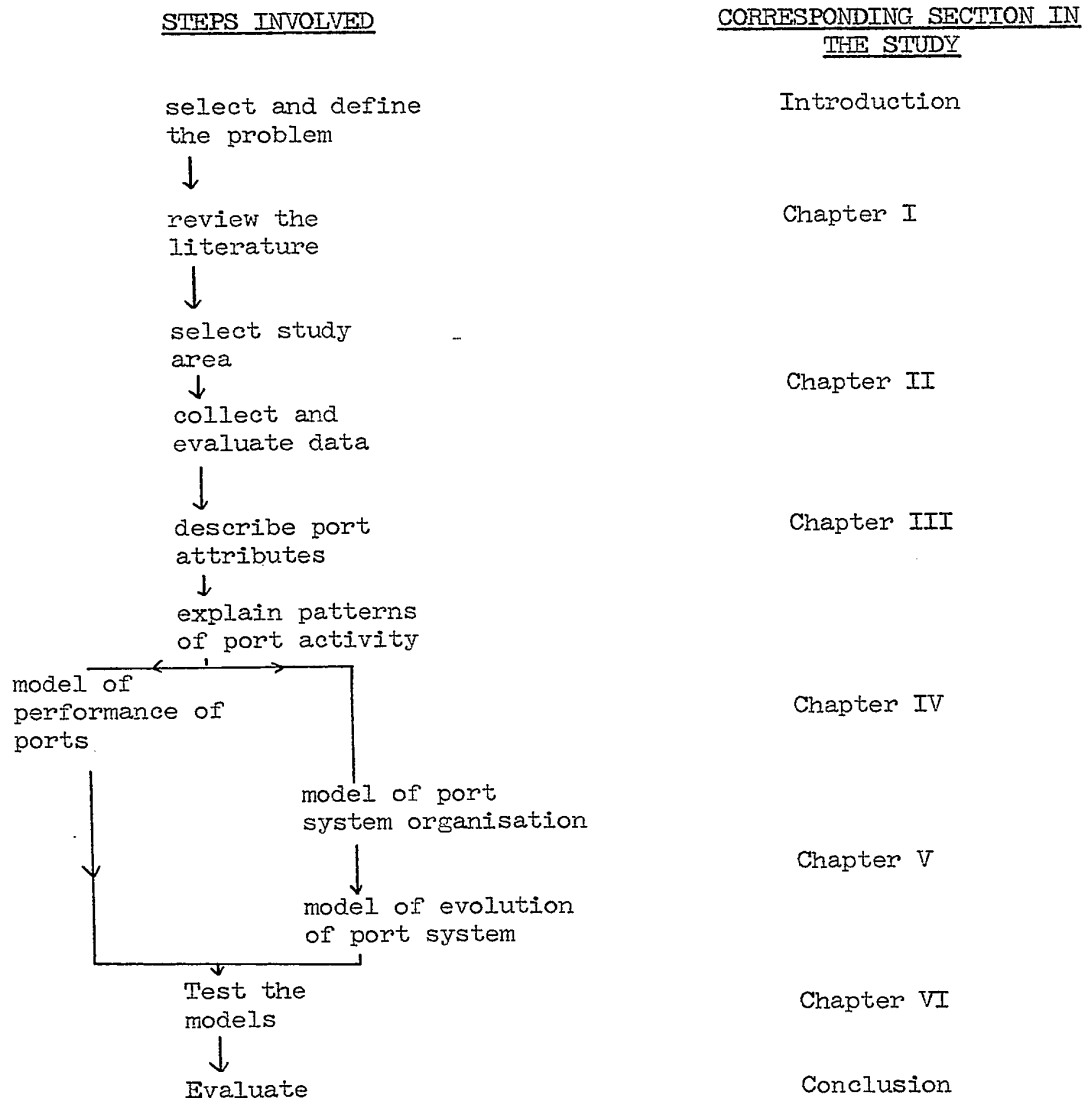 STEPS INVOLVED
CORRESPONDING SECTION IN
THE STUDY
select and define
the problem
Introduction
review the
literature
Chapter I
select study
area
Chapter II
collect and
evaluate data
describe port
attributes
Chapter III
explain patterns
of port activity
model of
performance of
ports
Chapter IV
model of port
system organisation
Chapter V
model of evolution
of port system
Test the
models
Chapter VI
Evaluate
Conclusion